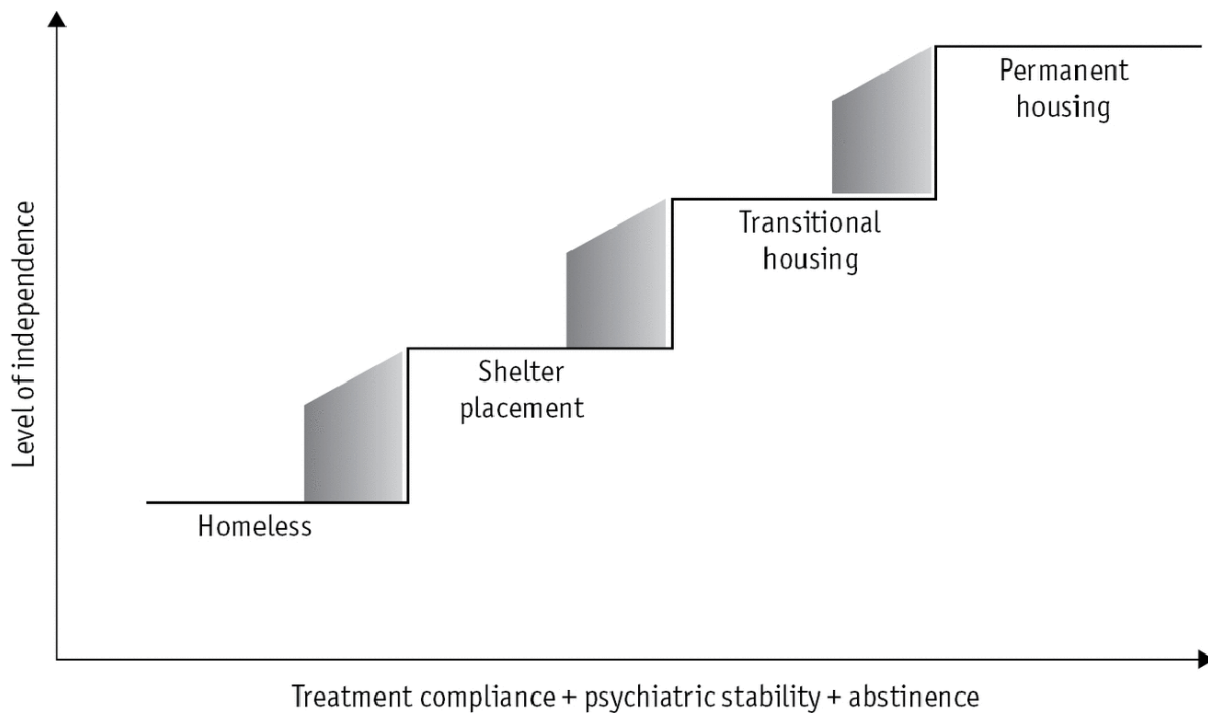 Permanent
housing
Transitional
housing
Shelter
placement
Homeless
Level of independence
Treatment compliance + psychiatric stability + abstinence